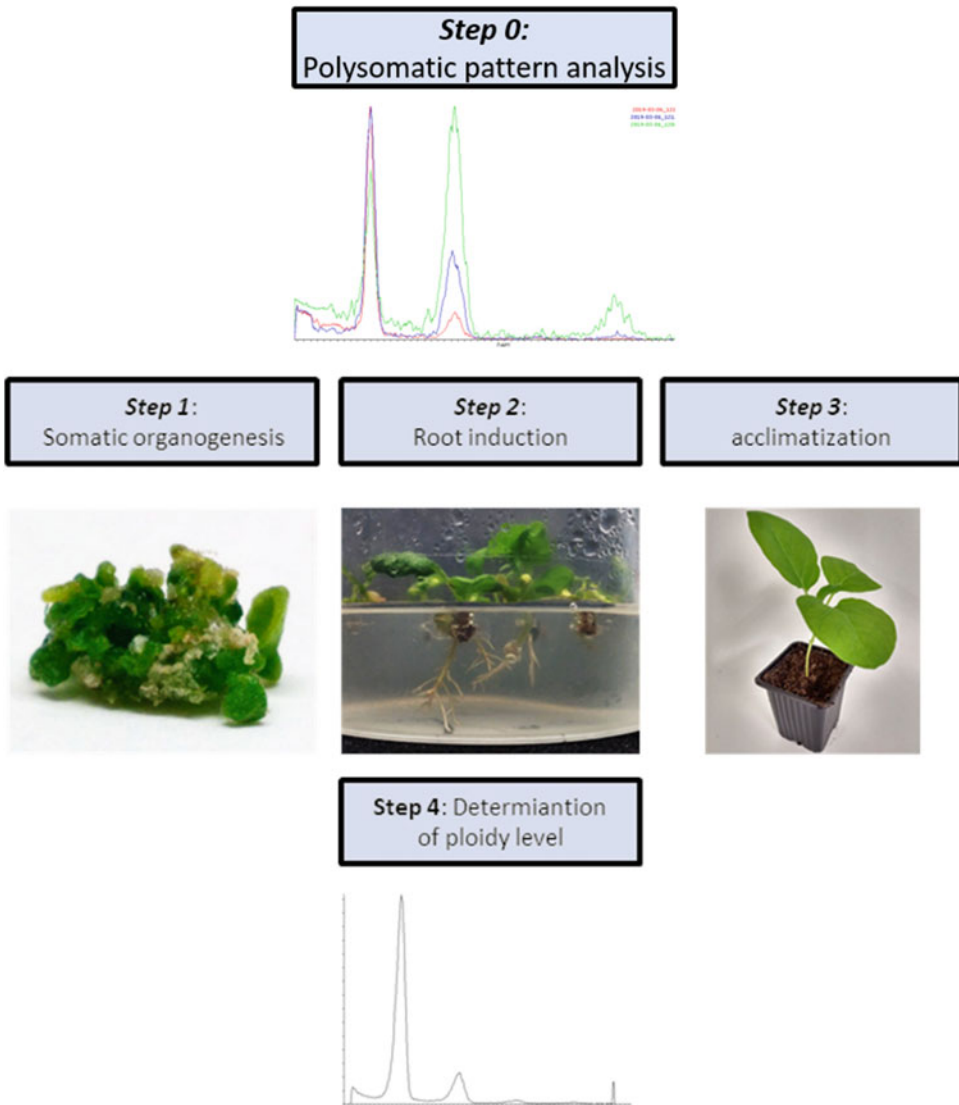 Step 0:
Polysomatic pattern analysis
Step 1:
Somatic organogenesis
Step 2:
Root induction
Step 3:
acclimatization
Step 4: Determiantion
of ploidy level